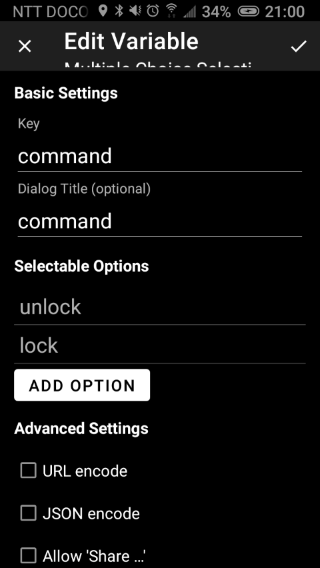 NTT DOCO 34% 21:00
Edit Variable
Multiple Choice Selecti
Basic Settings
Key
command
Dialog Title (optional)
command
Selectable Options
unlock
lock
ADD OPTION
Advanced Settings
URL encode
JSON encode
Allow 'Share ...'